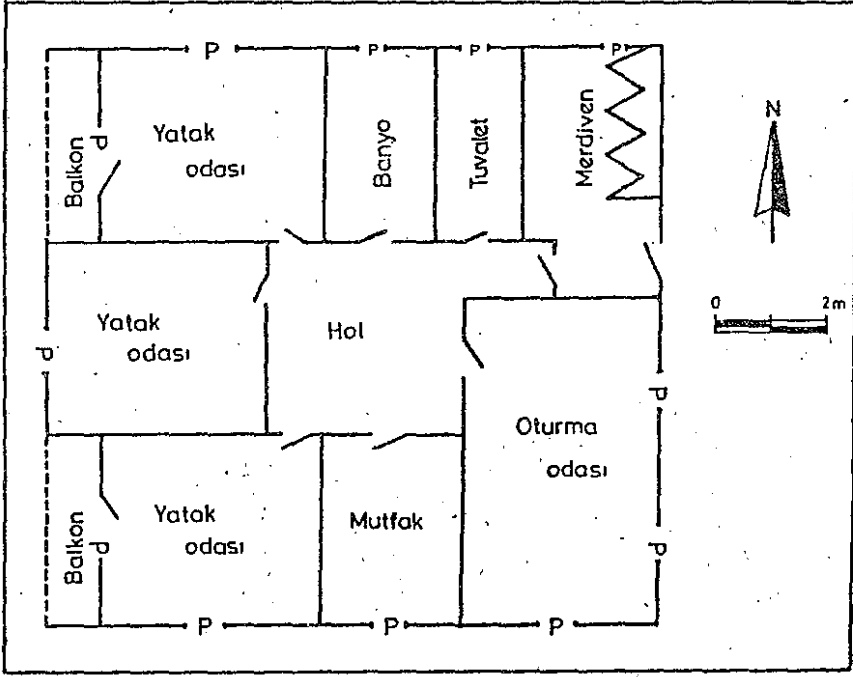 P
P
P
P
Balkon
P
Yatak
odası
Banyo
Tuvalet
Merdiven
N
0
2m
Yatak
odası
P
Hol
P
Oturma
odası
Balkon
P
Yatak
odası
Mutfak
P
P
P
P